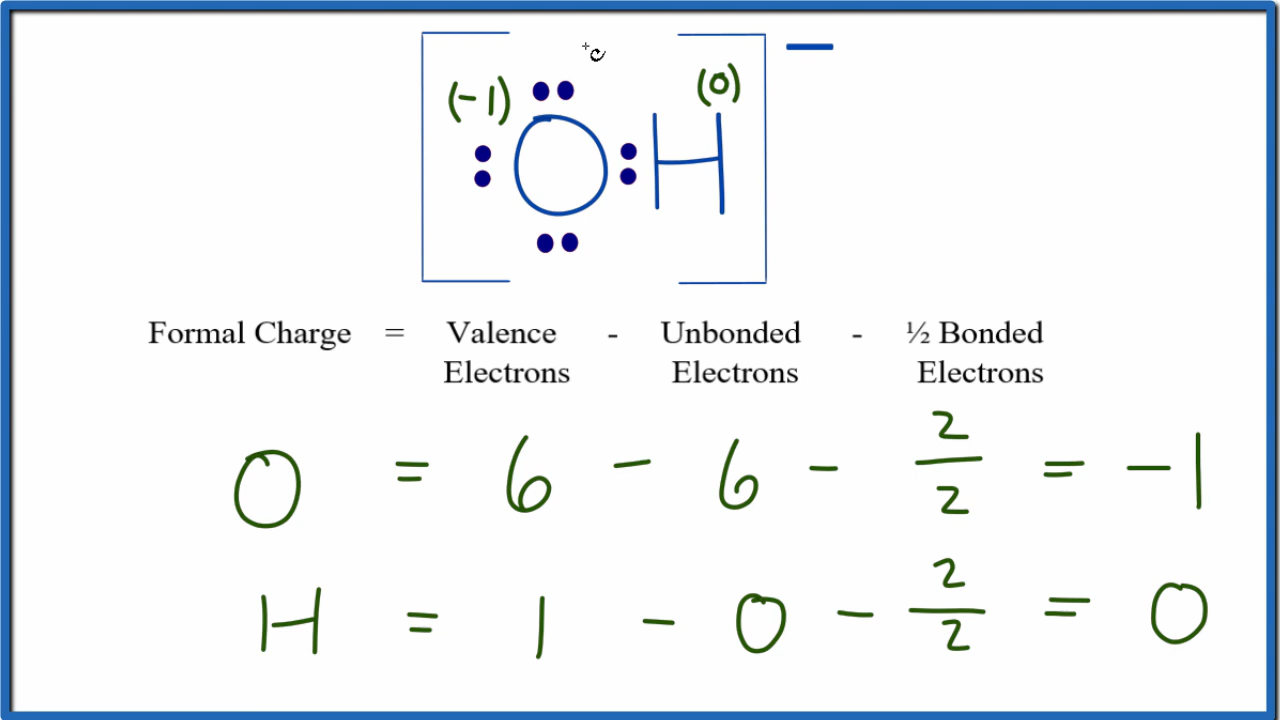 (-1) (0) −
:O:H
Formal Charge = Valence - Unbonded - ½ Bonded
Electrons Electrons Electrons
O = 6 - 6 - 2/2 = -1
H = 1 - 0 - 2/2 = 0